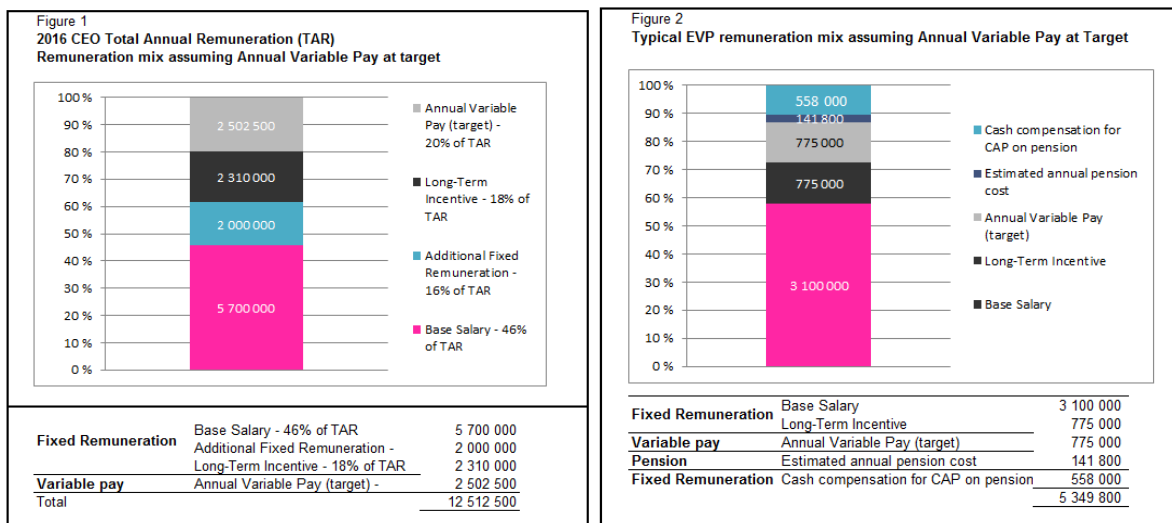 Figure 1
2016 CEO Total Annual Remuneration (TAR)
Remuneration mix assuming Annual Variable Pay at target
100 %
90 %
80 %
70 %
60 %
50 %
40 %
30 %
20 %
10 %
0 %
2 502 500
2 310 000
2 000 000
5 700 000
Annual Variable
Pay (target) -
20% of TAR
Long-Term
Incentive - 18% of
TAR
Additional Fixed
Remuneration -
16% of TAR
Base Salary - 46%
of TAR
Fixed Remuneration Base Salary - 46% of TAR 5 700 000
Additional Fixed Remuneration - 2 000 000
Long-Term Incentive - 18% of TAR 2 310 000
Variable pay Annual Variable Pay (target) - 2 502 500
Total 12 512 500
Figure 2
Typical EVP remuneration mix assuming Annual Variable Pay at Target
100 %
90 %
80 %
70 %
60 %
50 %
40 %
30 %
20 %
10 %
0 %
558 000
141 800
775 000
775 000
3 100 000
Cash compensation for
CAP on pension
Estimated annual pension
cost
Annual Variable Pay
(target)
Long-Term Incentive
Base Salary
Fixed Remuneration Base Salary 3 100 000
Long-Term Incentive 775 000
Variable pay Annual Variable Pay (target) 775 000
Pension Estimated annual pension cost 141 800
Fixed Remuneration Cash compensation for CAP on pension 558 000
5 349 800